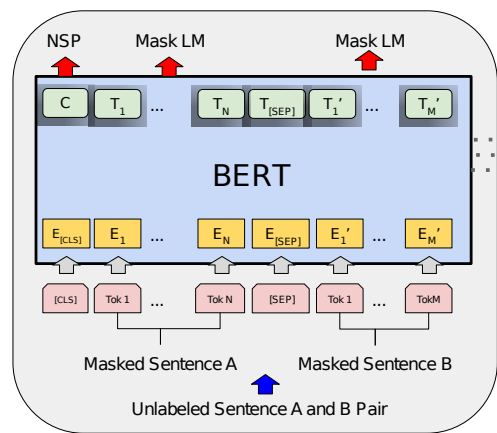 NSP Mask LM Mask LM
C T1 ... TN T[SEP] T1’ ... TM’
BERT
E[CLS] E1 ... EN E[SEP] E1’ ... EM’
[CLS] Tok 1 ... Tok N [SEP] Tok 1 ... TokM
Masked Sentence A Masked Sentence B
Unlabeled Sentence A and B Pair